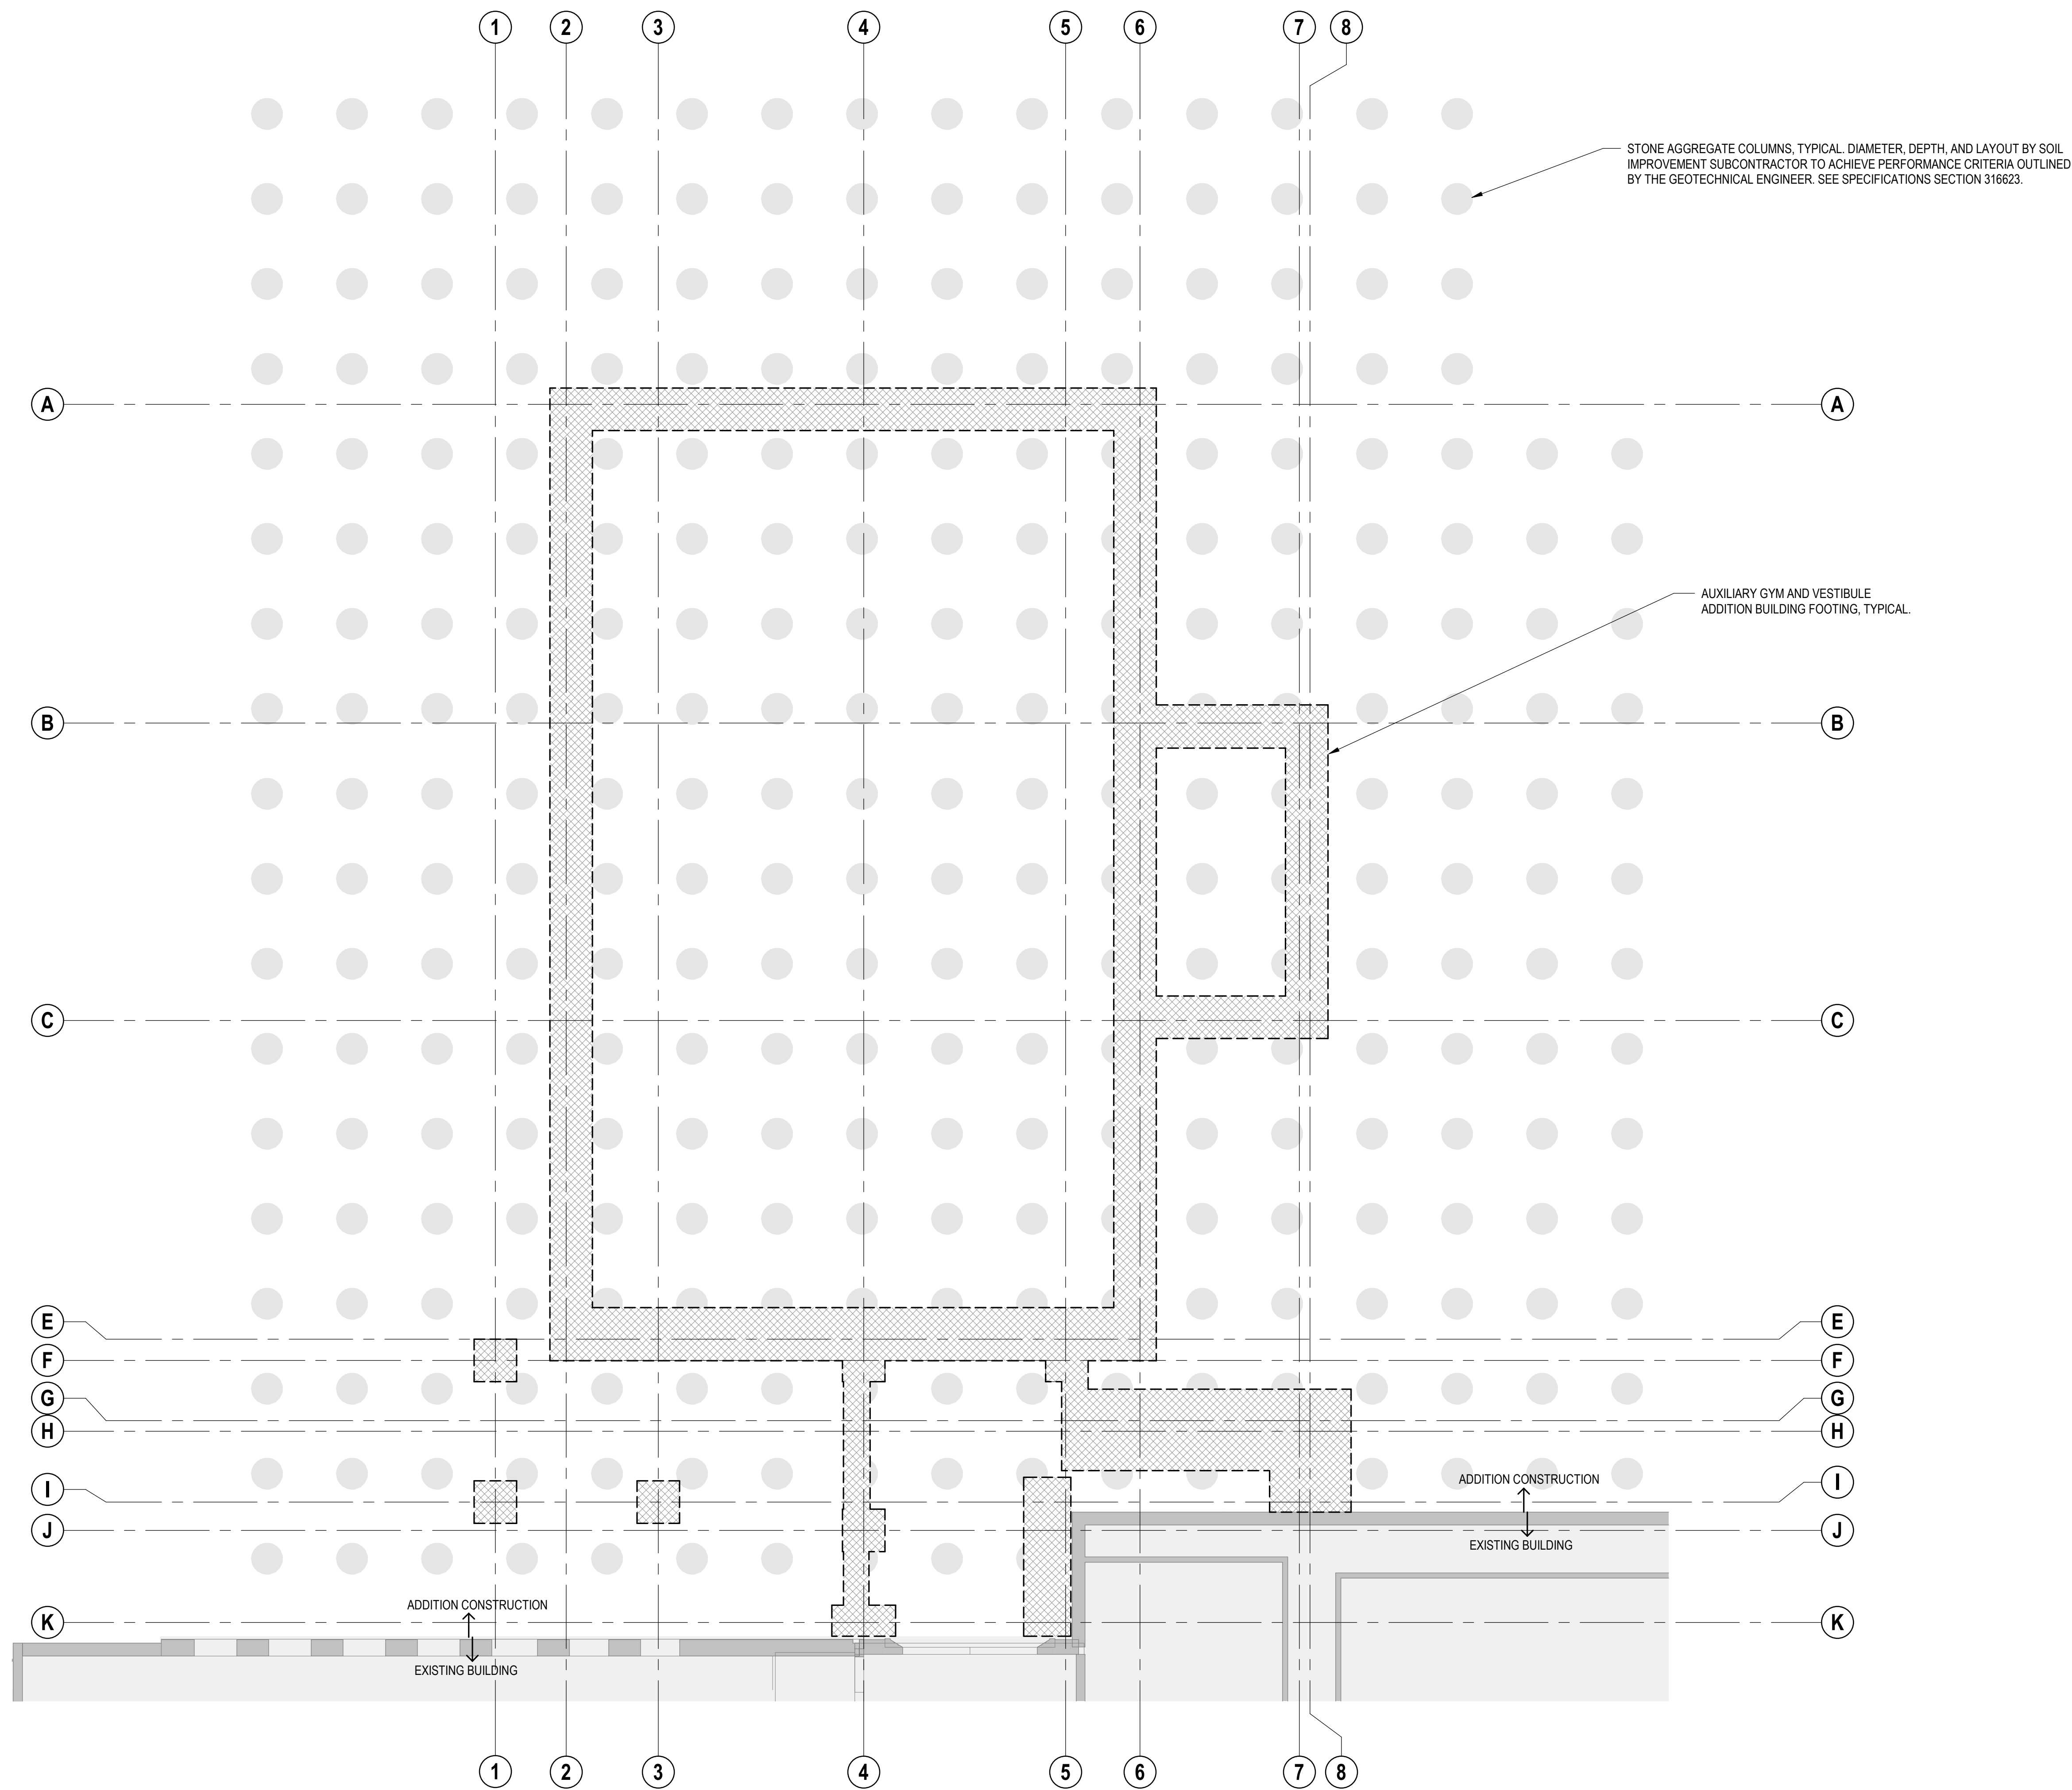 1 2 3 4 5 6 7 8
STONE AGGREGATE COLUMNS, TYPICAL. DIAMETER, DEPTH, AND LAYOUT BY SOIL
IMPROVEMENT SUBCONTRACTOR TO ACHIEVE PERFORMANCE CRITERIA OUTLINED
BY THE GEOTECHNICAL ENGINEER. SEE SPECIFICATIONS SECTION 316623.
A A
AUXILIARY GYM AND VESTIBULE
ADDITION BUILDING FOOTING, TYPICAL.
B B
C C
E E
F F
G G
H H
ADDITION CONSTRUCTION
I I
J J
EXISTING BUILDING
ADDITION CONSTRUCTION
K K
EXISTING BUILDING
1 2 3 4 5 6 7 8